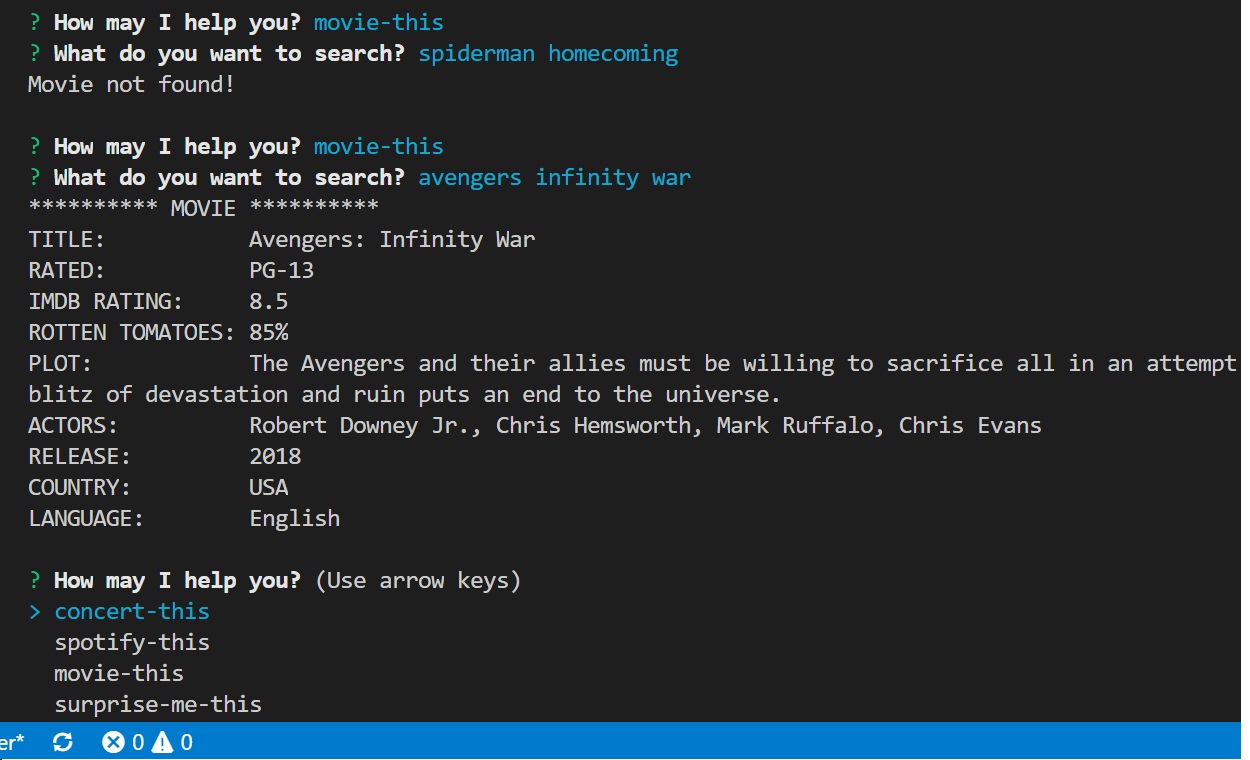 ? How may I help you? movie-this
? What do you want to search? spiderman homecoming
Movie not found!
? How may I help you? movie-this
? What do you want to search? avengers infinity war
********** MOVIE **********
TITLE: Avengers: Infinity War
RATED: PG-13
IMDB RATING: 8.5
ROTTEN TOMATOES: 85%
PLOT: The Avengers and their allies must be willing to sacrifice all in an attempt
blitz of devastation and ruin puts an end to the universe.
ACTORS: Robert Downey Jr., Chris Hemsworth, Mark Ruffalo, Chris Evans
RELEASE: 2018
COUNTRY: USA
LANGUAGE: English
? How may I help you? (Use arrow keys)
> concert-this
spotify-this
movie-this
surprise-me-this
er* 0 0